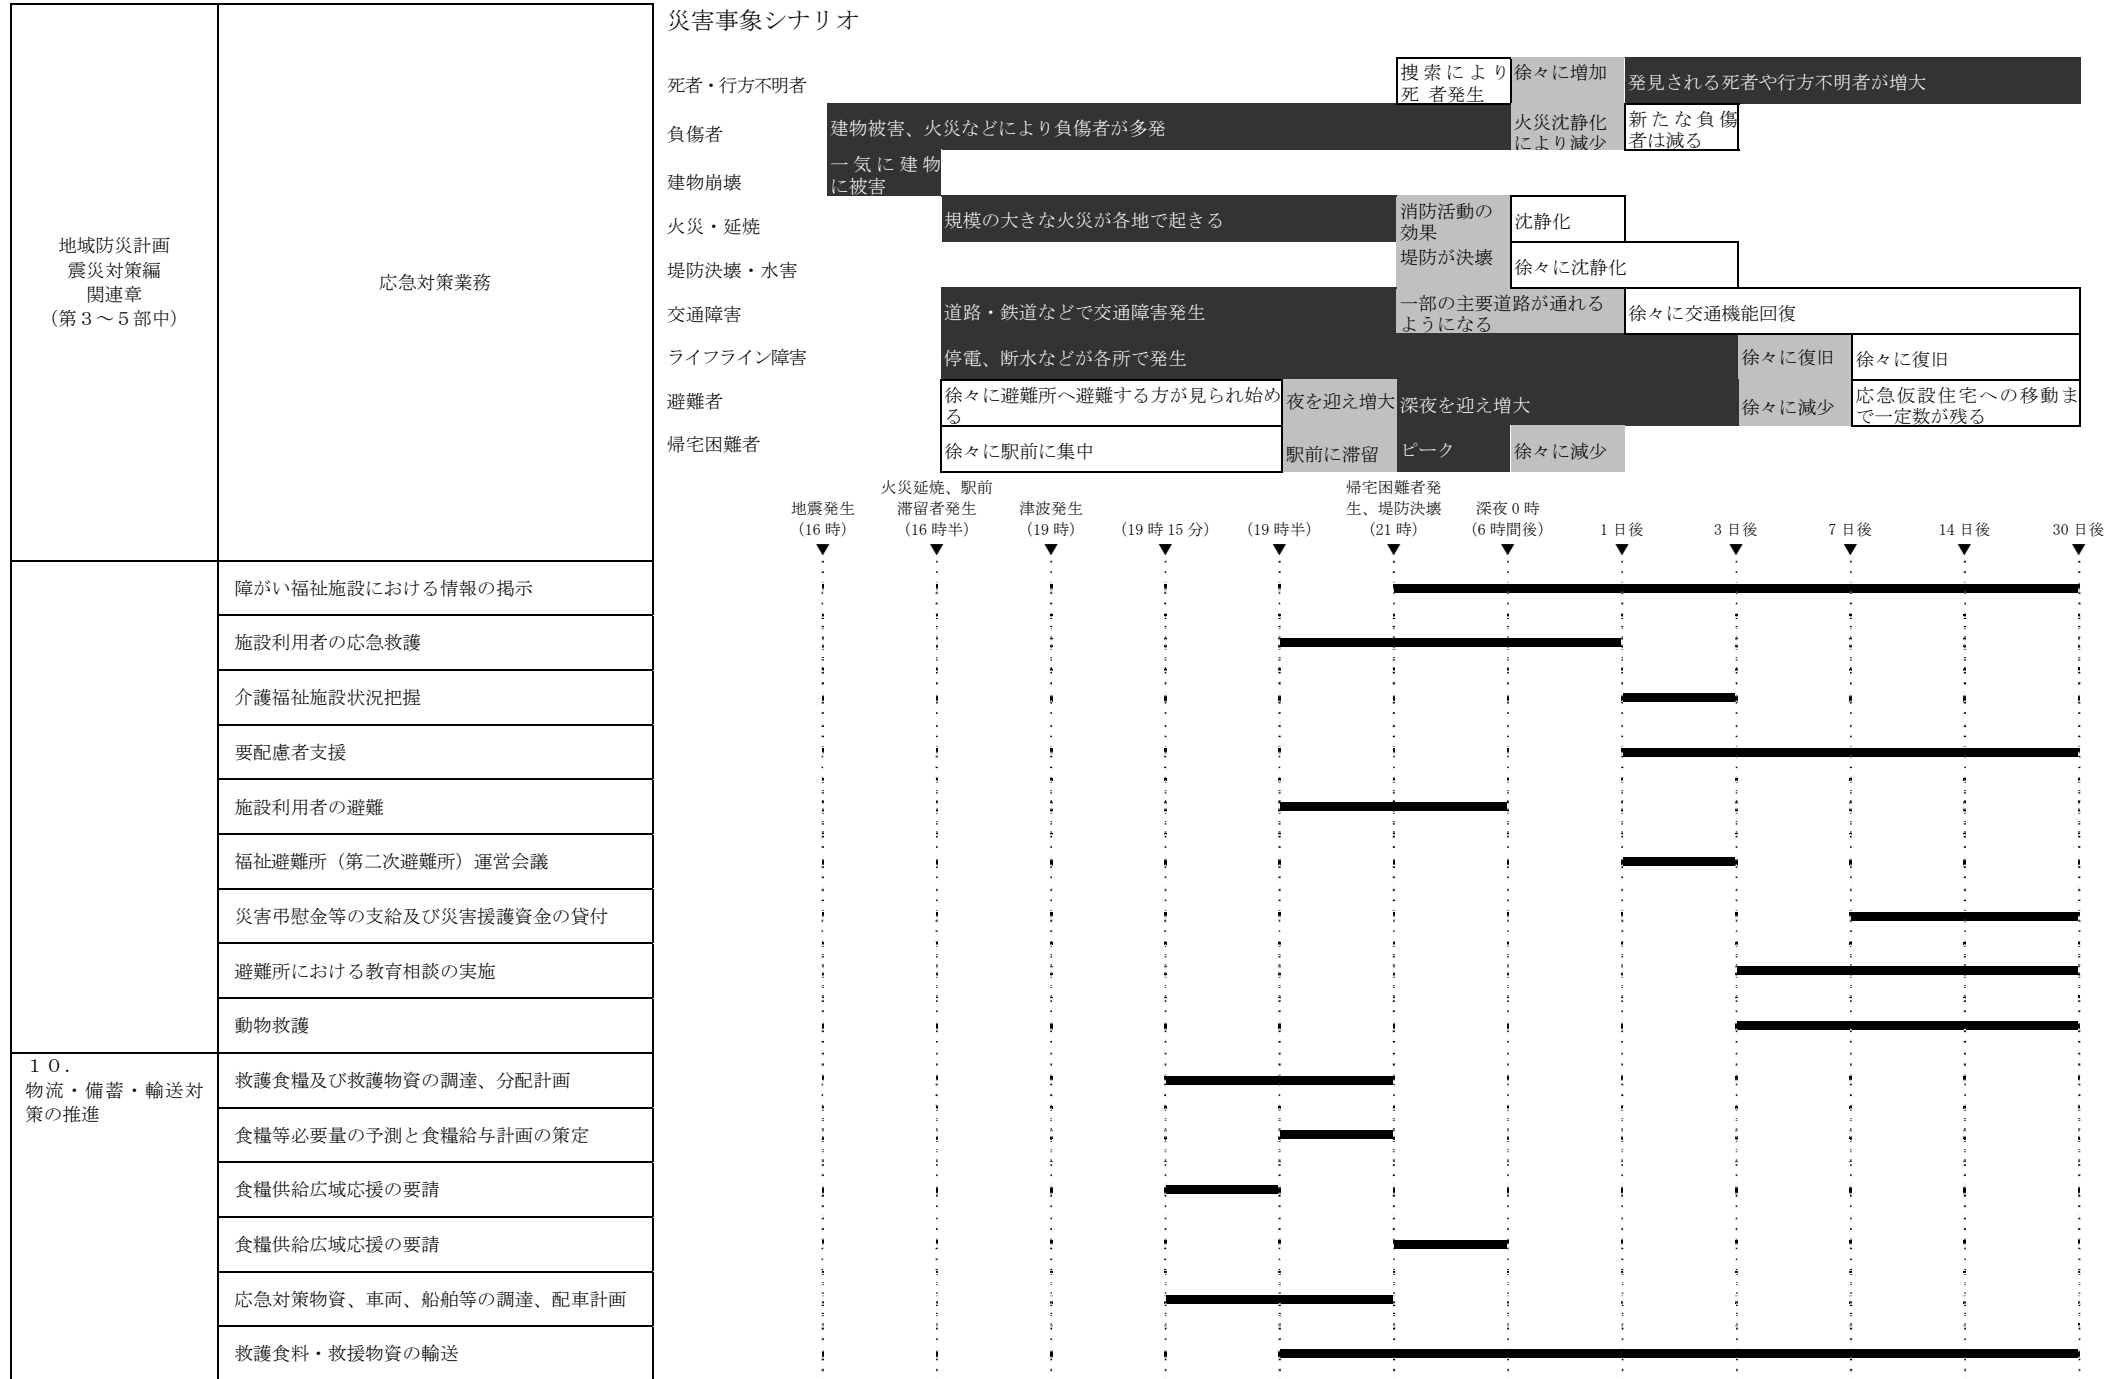 災害事象シナリオ
地域防災計画
震災対策編
関連章
（第３～５部中）
応急対策業務
死者・行方不明者
捜索により
死 者発生
徐々に増加
発見される死者や行方不明者が増大
負傷者
建物被害、火災などにより負傷者が多発
火災沈静化
により減少
新たな負傷
者は減る
建物崩壊
一気に建物
に被害
火災・延焼
規模の大きな火災が各地で起きる
消防活動の
効果
沈静化
堤防決壊・水害
堤防が決壊
徐々に沈静化
交通障害
道路・鉄道などで交通障害発生
一部の主要道路が通れる
ようになる
徐々に交通機能回復
ライフライン障害
停電、断水などが各所で発生
徐々に復旧
徐々に復旧
避難者
徐々に避難所へ避難する方が見られ始め
る
夜を迎え増大
深夜を迎え増大
徐々に減少
応急仮設住宅への移動ま
で一定数が残る
帰宅困難者
徐々に駅前に集中
駅前に滞留
ピーク
徐々に減少
地震発生
（16 時）
火災延焼、駅前
滞留者発生
（16 時半）
津波発生
（19 時）
（19 時 15 分）
（19 時半）
帰宅困難者発
生、堤防決壊
（21 時）
深夜 0 時
（6 時間後）
1 日後
3 日後
7 日後
14 日後
30 日後
障がい福祉施設における情報の掲示
施設利用者の応急救護
介護福祉施設状況把握
要配慮者支援
施設利用者の避難
福祉避難所（第二次避難所）運営会議
災害弔慰金等の支給及び災害援護資金の貸付
避難所における教育相談の実施
動物救護
１０．
物流・備蓄・輸送対
策の推進
救護食糧及び救護物資の調達、分配計画
食糧等必要量の予測と食糧給与計画の策定
食糧供給広域応援の要請
食糧供給広域応援の要請
応急対策物資、車両、船舶等の調達、配車計画
救護食料・救援物資の輸送